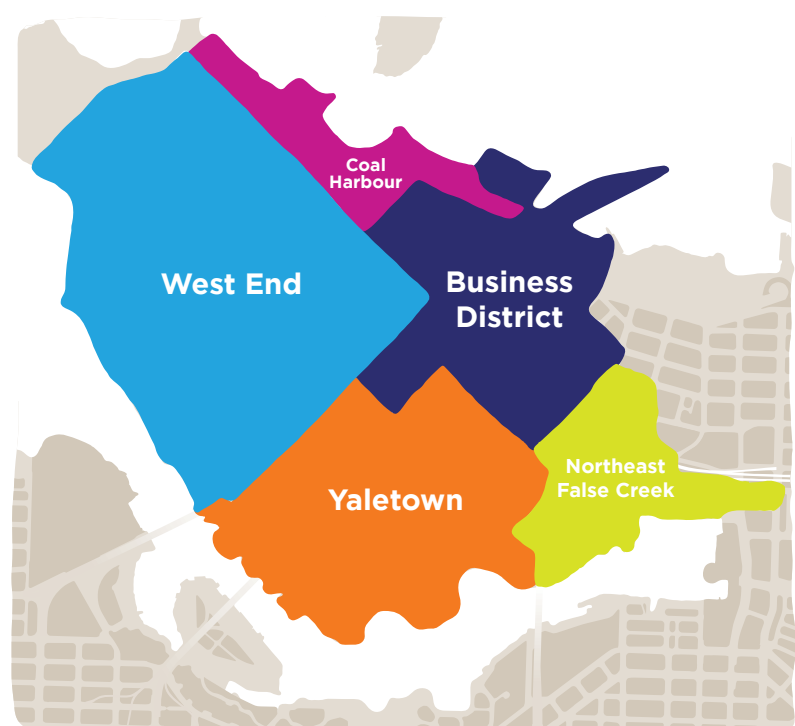 Coal
Harbour
West End
Business
District
Northeast
False Creek
Yaletown